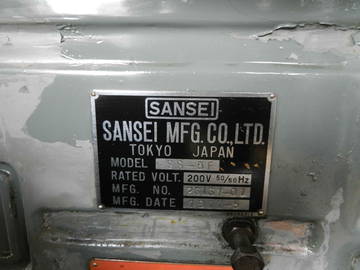 SANSEI
SANSEI MFG. CO., LTD.
TOKYO JAPAN
MODEL
RATED VOLT. 200V 50/60Hz
MFG. NO.
MFG. DATE